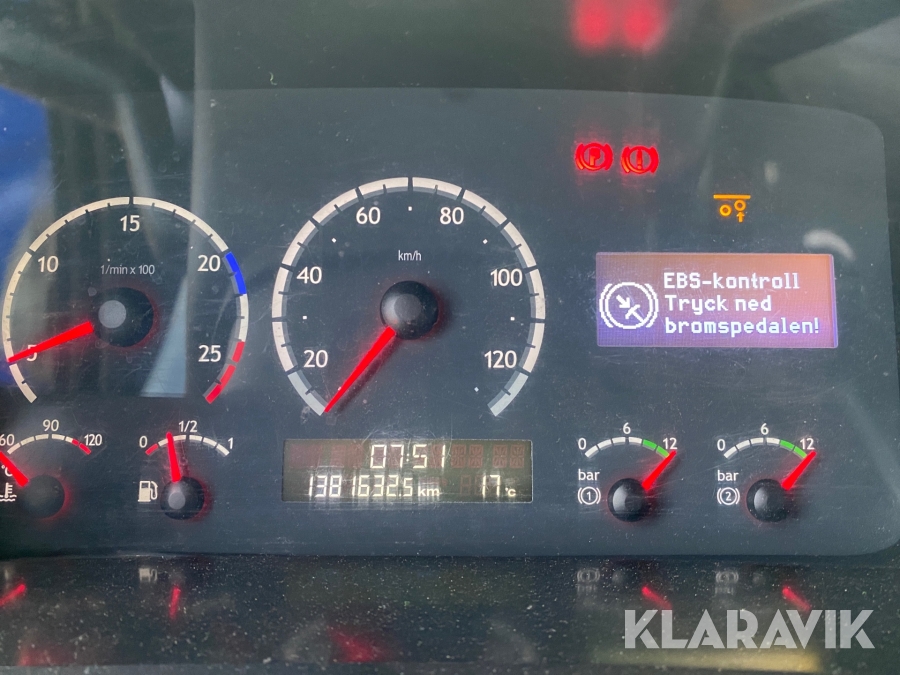 15
10
20
1/min x 100
5
25
60
80
km/h
40
100
20
120
EBS-kontroll
Tryck ned
bromspedalen!
60
90
120
°C
0
1/2
1
07:51
1381632.5 km
17°C
0
6
12
bar
1
0
6
12
bar
2
P
!
KLARAVIK